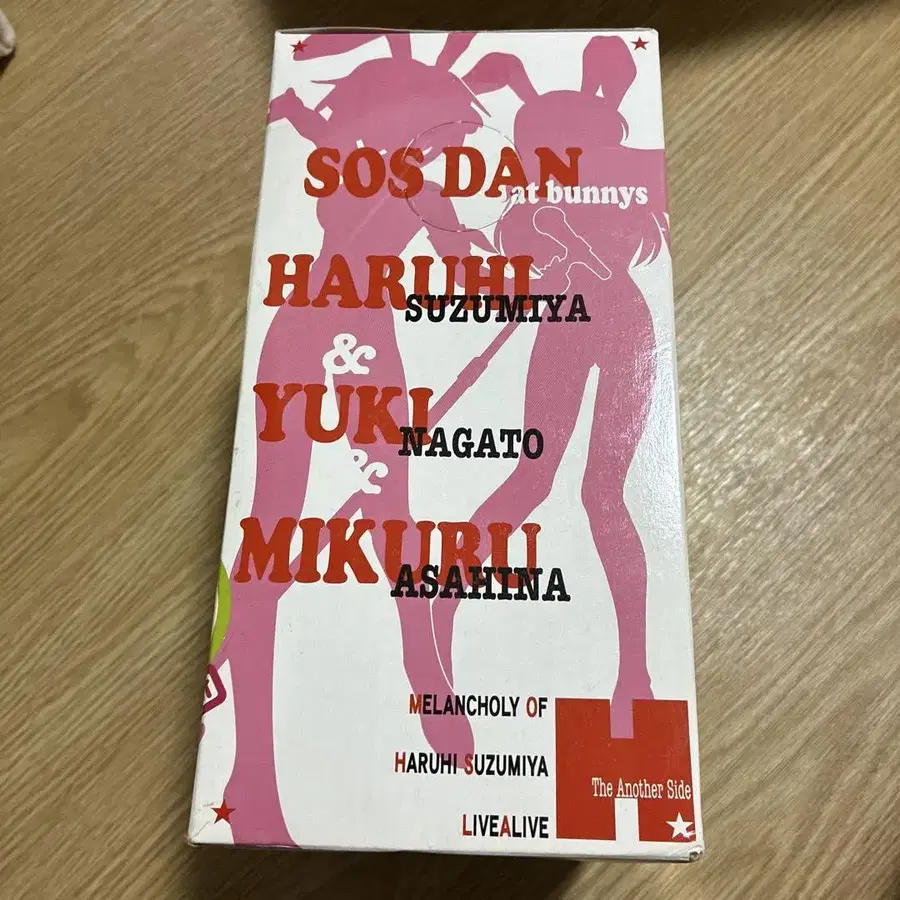 SOS DAN
at bunnys
HARUHI
SUZUMIYA
&
YUKI
NAGATO
&
MIKURU
ASAHINA
MELANCHOLY OF
HARUHI SUZUMIYA
LIVEALIVE
The Another Side